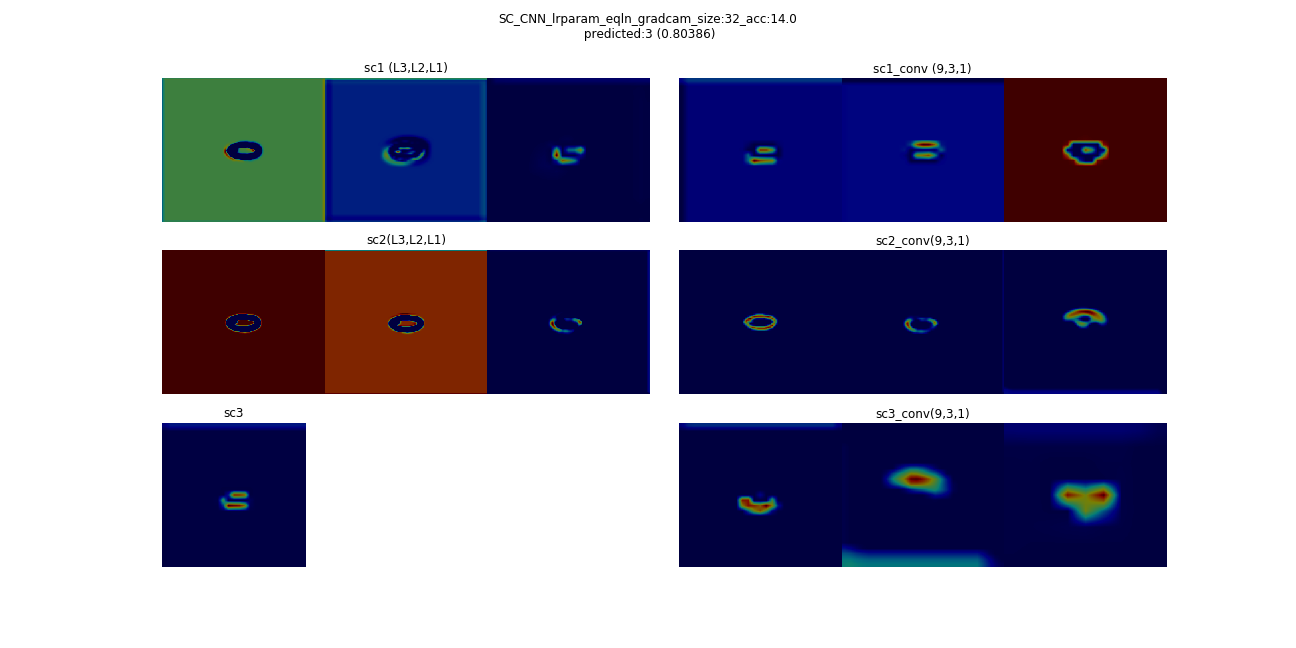 SC_CNN_lrparam_eqln_gradcam_size:32_acc:14.0
predicted:3 (0.80386)
sc1 (L3,L2,L1)
sc1_conv (9,3,1)
sc2(L3,L2,L1)
sc2_conv(9,3,1)
sc3
sc3_conv(9,3,1)